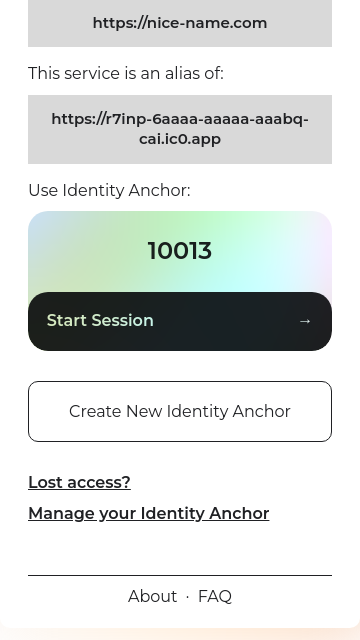 https://nice-name.com
This service is an alias of:
https://r7inp-6aaaa-aaaaa-aaabq-
cai.ic0.app
Use Identity Anchor:
10013
Start Session →
Create New Identity Anchor
Lost access?
Manage your Identity Anchor
About · FAQ